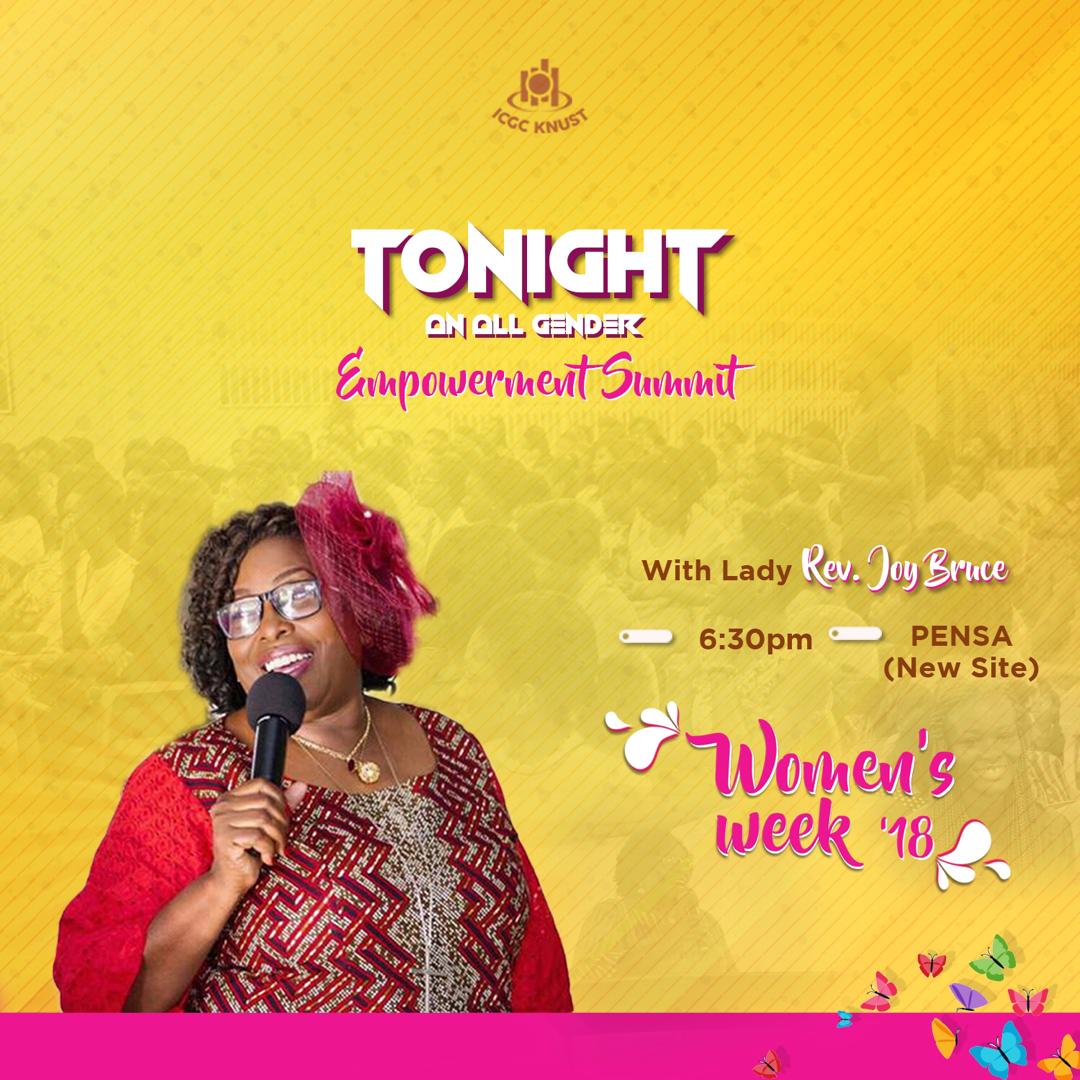 ICGC KNUST
TONIGHT
AN ALL GENDER
Empowerment Summit
With Lady Rev. Joy Bruce
6:30pm
PENSA
(New Site)
Women's
week '18